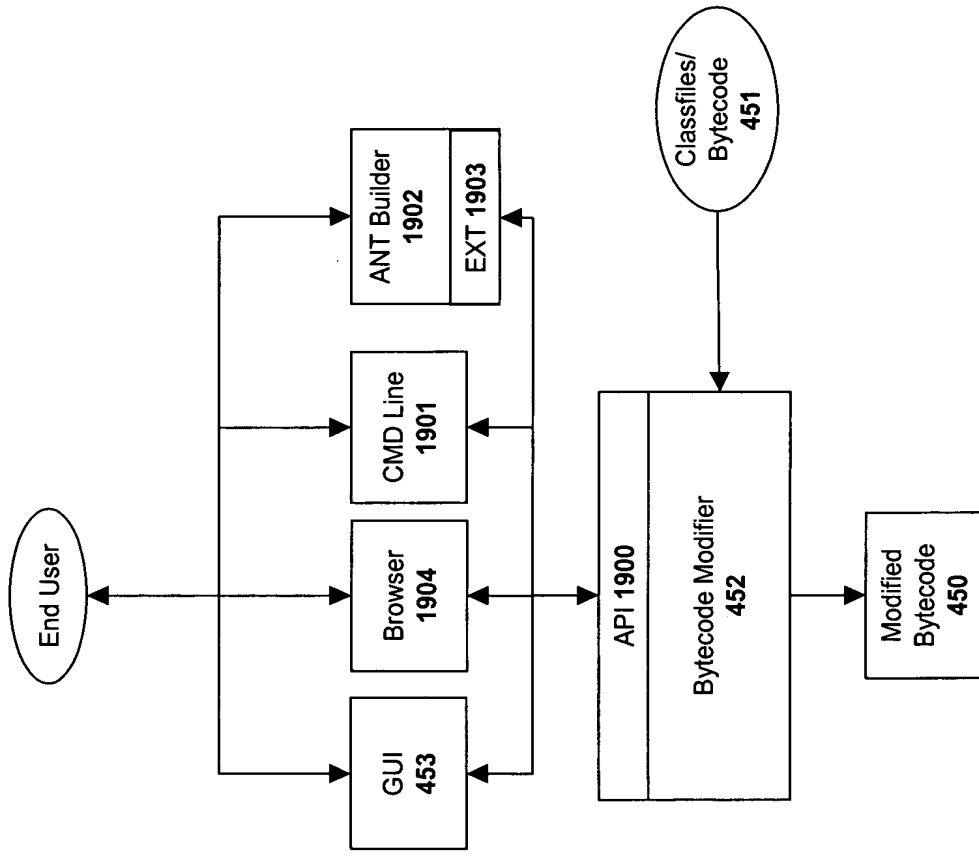 End User
GUI
453
Browser
1904
CMD Line
1901
ANT Builder
1902
EXT 1903
API 1900
Bytecode Modifier
452
Classfiles/
Bytecode
451
Modified
Bytecode
450